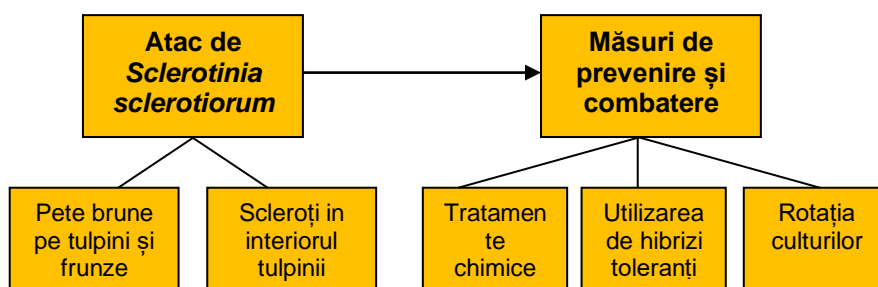 Atac de
Sclerotinia
sclerotiorum
Măsuri de
prevenire și
combatere
Pete brune
pe tulpini și
frunze
Scleroți in
interiorul
tulpinii
Tratamen
te
chimice
Utilizarea
de hibrizi
toleranți
Rotația
culturilor